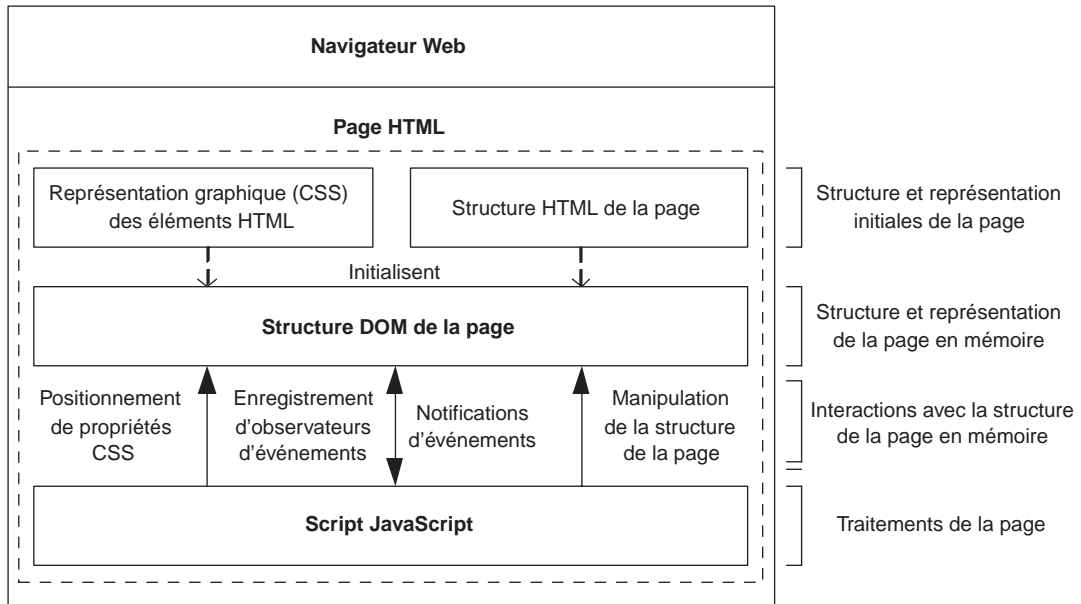 Navigateur Web
Page HTML
Représentation graphique (CSS)
des éléments HTML
Structure HTML de la page
Structure et représentation
initiales de la page
Initialisent
Structure DOM de la page
Structure et représentation
de la page en mémoire
Positionnement
de propriétés
CSS
Enregistrement
d'observateurs
d'événements
Notifications
d'événements
Manipulation
de la structure
de la page
Interactions avec la structure
de la page en mémoire
Script JavaScript
Traitements de la page